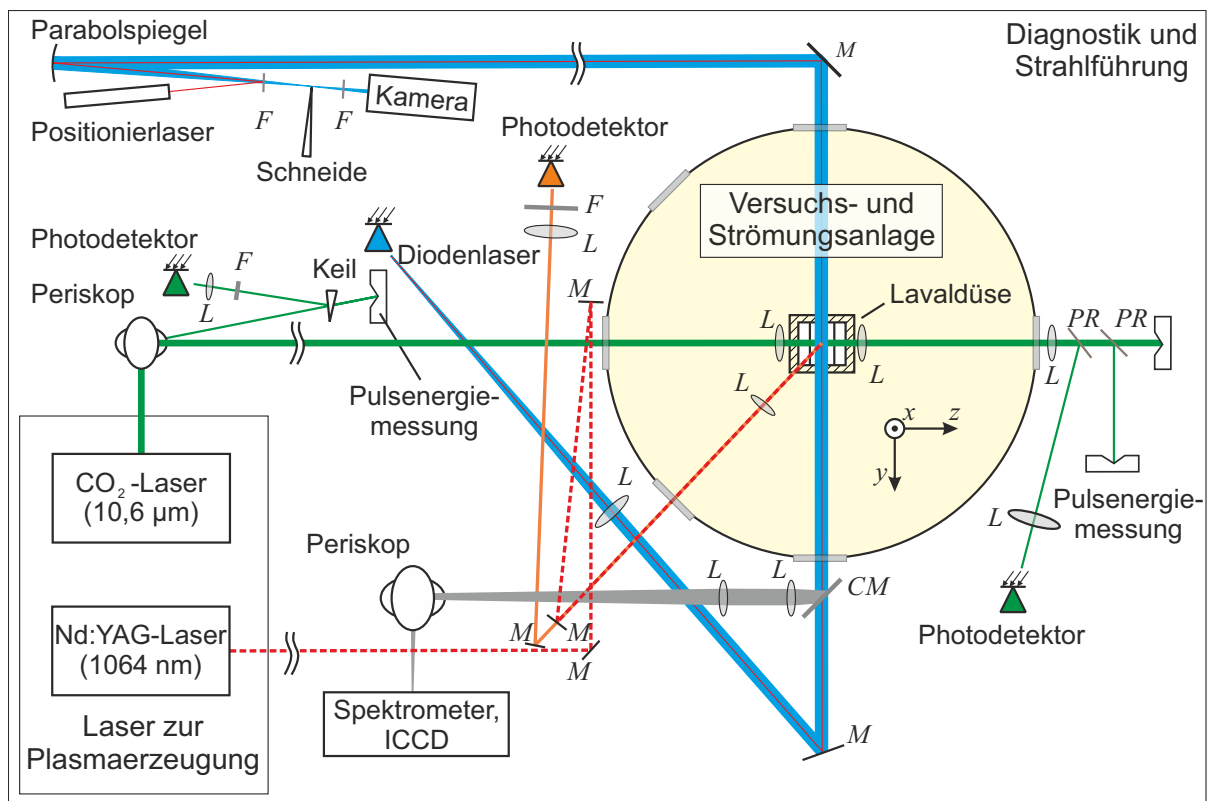 Parabolspiegel
M
Diagnostik und
Strahlführung
Kamera
Positionierlaser
F
F
Schneide
Photodetektor
F
L
Versuchs- und
Strömungsanlage
Photodetektor
F
Keil
Diodenlaser
L
Periskop
M
Lavaldüse
L
L
L
PR
PR
L
Pulsenergie-
messung
L
x
z
y
CO2-Laser
(10,6 µm)
L
L
Pulsenergie-
messung
Periskop
L
L
CM
Photodetektor
Nd:YAG-Laser
(1064 nm)
M
M
M
Laser zur
Plasmaerzeugung
Spektrometer,
ICCD
M